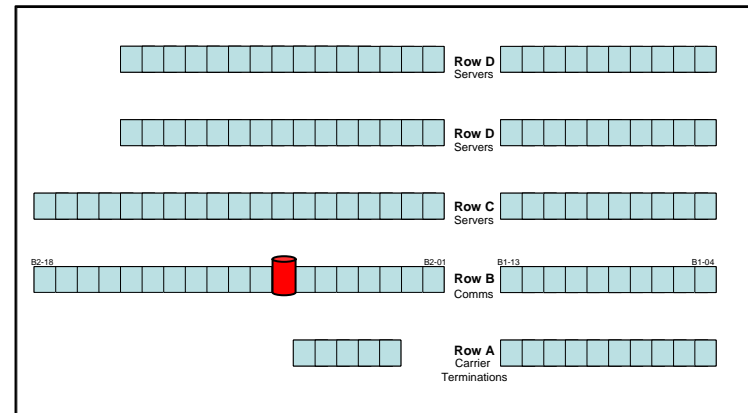 Row D
Servers
Row D
Servers
Row C
Servers
B2-18
B2-01
B1-13
B1-04
Row B
Comms
Row A
Carrier
Terminations